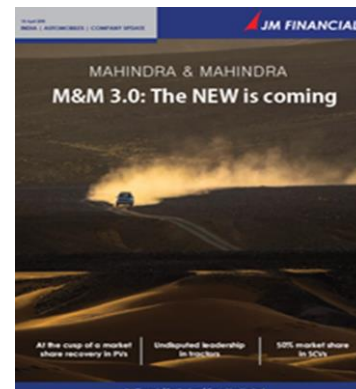 INDIA | AUTOMOBILES | COMPANY UPDATE
JM FINANCIAL
MAHINDRA & MAHINDRA
M&M 3.0: The NEW is coming
At the cusp of a market
share recovery in PVs
Undisputed leadership
in tractors
50% market share
in SCVs